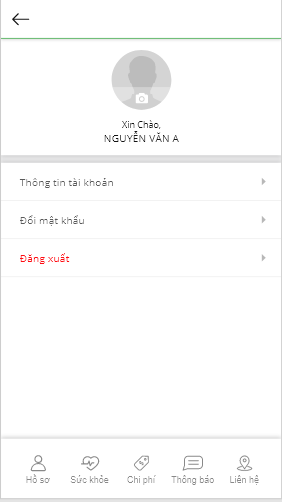 Xin Chào,
NGUYỄN VĂN A
Thông tin tài khoản
Đổi mật khẩu
Đăng xuất
Hồ sơ
Sức khỏe
Chi phí
Thông báo
Liên hệ